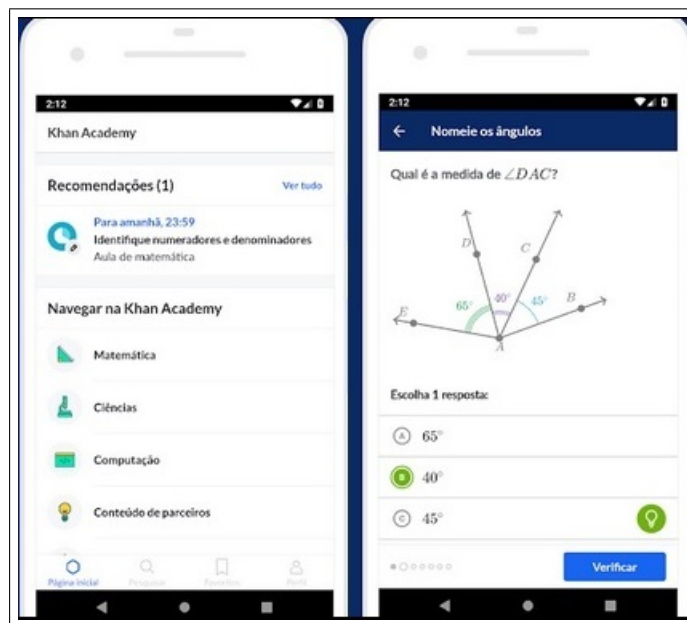 2:12
Khan Academy
Recomendações (1)
Ver tudo
Para amanhã, 23:59
Identifique numeradores e denominadores
Aula de matemática
Navegar na Khan Academy
Matemática
Ciências
Computação
Conteúdo de parceiros
Página inicial
Pesquisar
Favoritos
Perfil
2:12
Nomeie os ângulos
Qual é a medida de ∠DAC?
D
C
65°
40°
45°
B
E
A
Escolha 1 resposta:
A 65°
B 40°
C 45°
Verificar